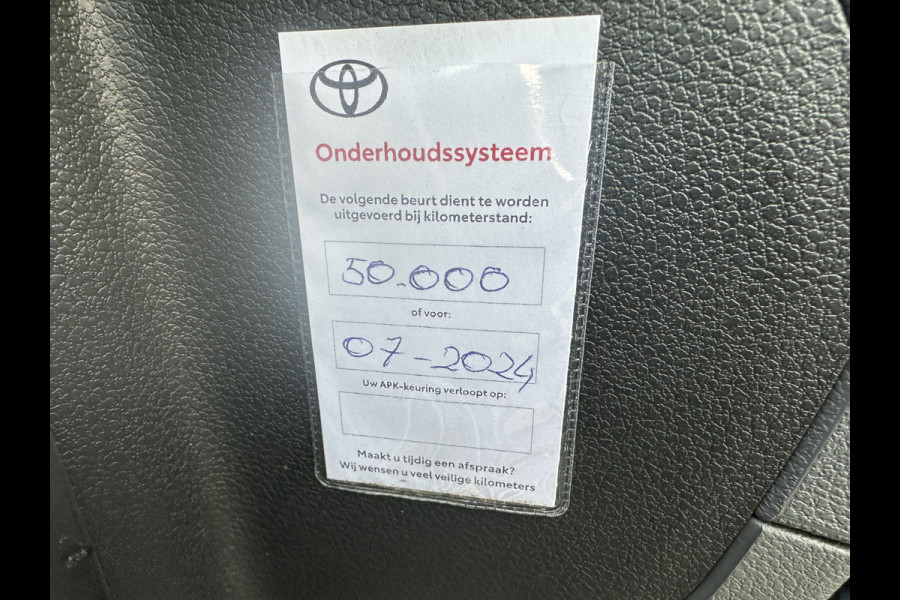 Onderhoudssysteem
De volgende beurt dient te worden
uitgevoerd bij kilometerstand:
50.000
of voor:
07-2024
Uw APK-keuring verloopt op:
Maakt u tijdig een afspraak?
Wij wensen u veel veilige kilometers